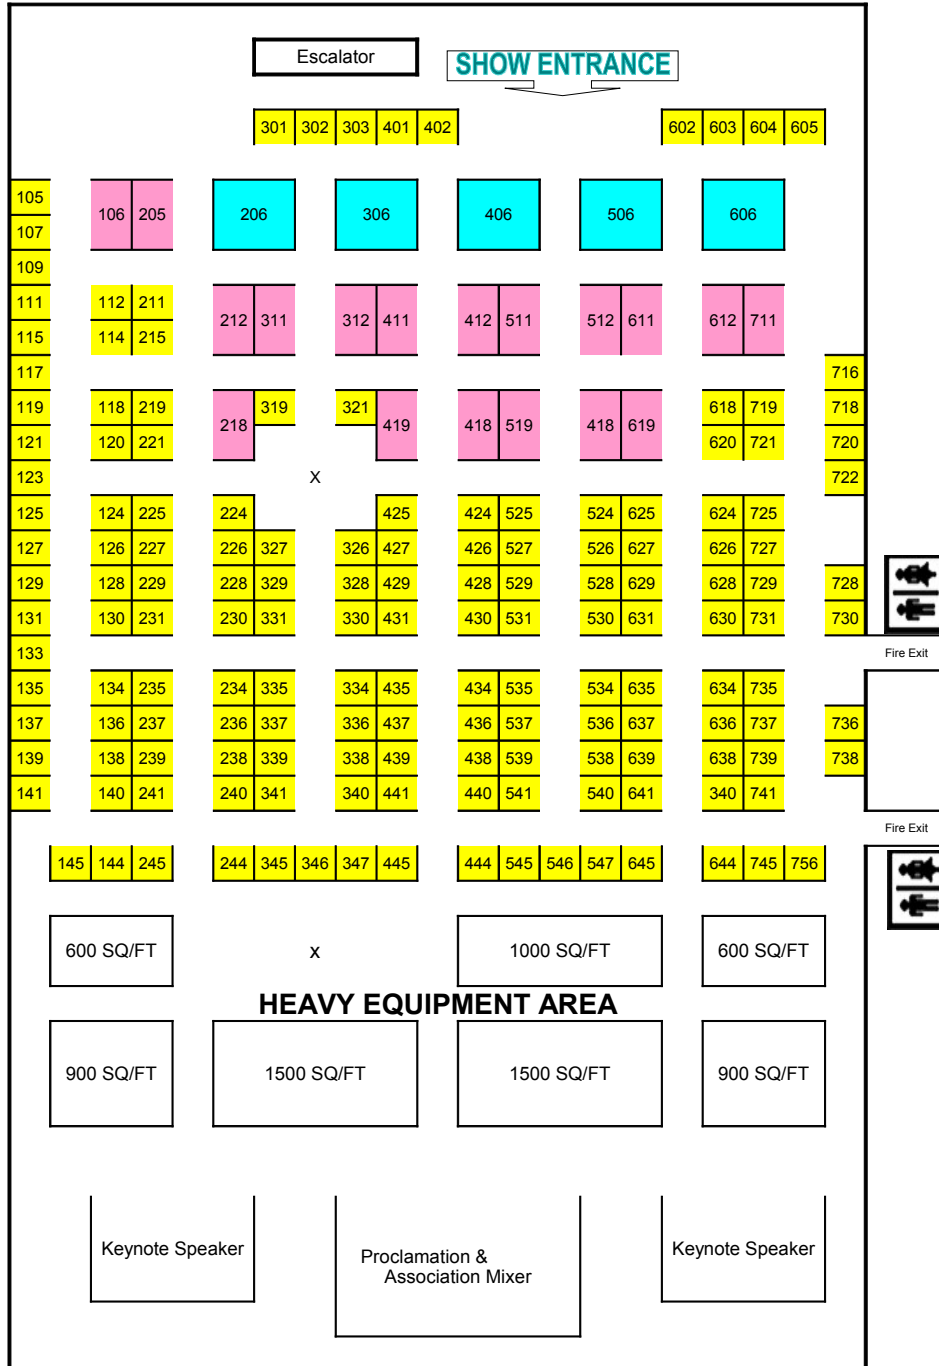 Escalator
SHOW ENTRANCE
301 302 303 401 402 602 603 604 605
105
106 205 206 306 406 506 606
107
109
111 112 211
212 311 312 411 412 511 512 611 612 711
115 114 215
117 716
119 118 219 319 321 618 719 718
218 419 418 519 418 619
121 120 221 620 721 720
123 X 722
125 124 225 224 425 424 525 524 625 624 725
127 126 227 226 327 326 427 426 527 526 627 626 727
129 128 229 228 329 328 429 428 529 528 629 628 729 728
131 130 231 230 331 330 431 430 531 530 631 630 731 730
133 Fire Exit
135 134 235 234 335 334 435 434 535 534 635 634 735
137 136 237 236 337 336 437 436 537 536 637 636 737 736
139 138 239 238 339 338 439 438 539 538 639 638 739 738
141 140 241 240 341 340 441 440 541 540 641 340 741
Fire Exit
145 144 245 244 345 346 347 445 444 545 546 547 645 644 745 756
600 SQ/FT x 1000 SQ/FT 600 SQ/FT
HEAVY EQUIPMENT AREA
900 SQ/FT 1500 SQ/FT 1500 SQ/FT 900 SQ/FT
Keynote Speaker Keynote Speaker
Proclamation &
Association Mixer